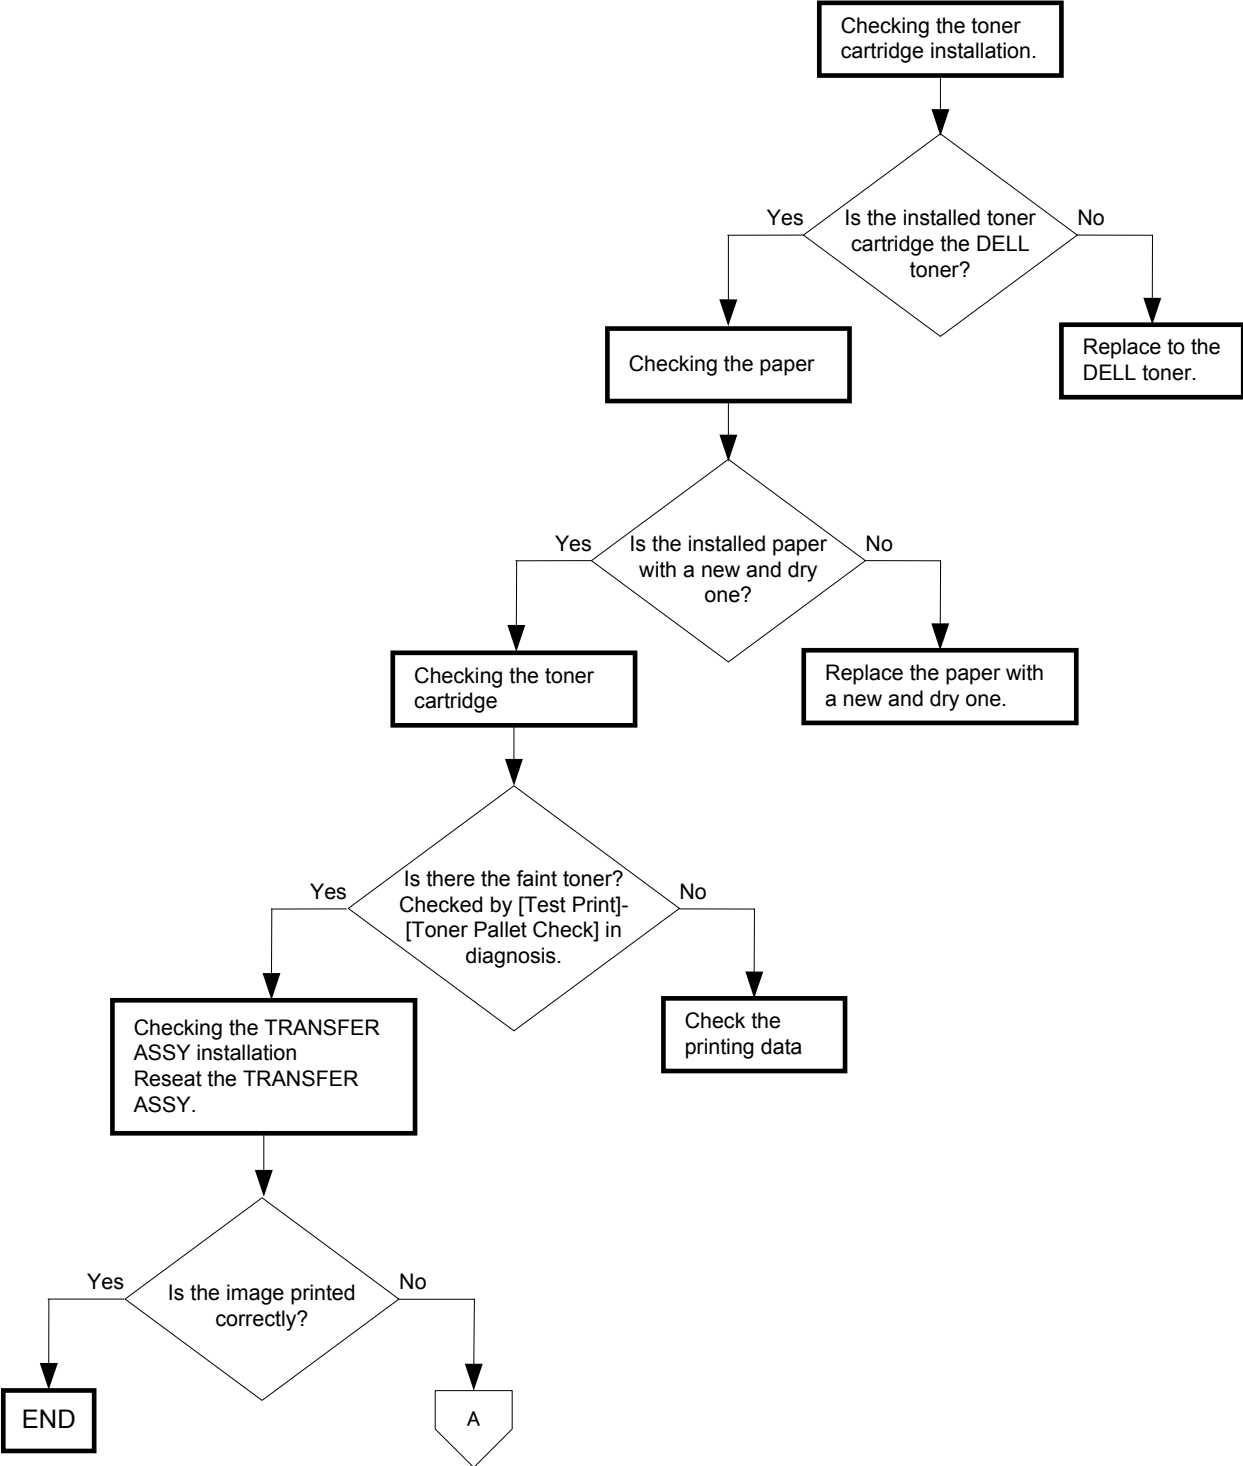 Checking the toner
cartridge installation.
Yes
Is the installed toner
cartridge the DELL
toner?
No
Checking the paper
Replace to the
DELL toner.
Yes
Is the installed paper
with a new and dry
one?
No
Checking the toner
cartridge
Replace the paper with
a new and dry one.
Yes
Is there the faint toner?
Checked by [Test Print]-
[Toner Pallet Check] in
diagnosis.
No
Checking the TRANSFER
ASSY installation
Reseat the TRANSFER
ASSY.
Check the
printing data
Yes
Is the image printed
correctly?
No
END
A